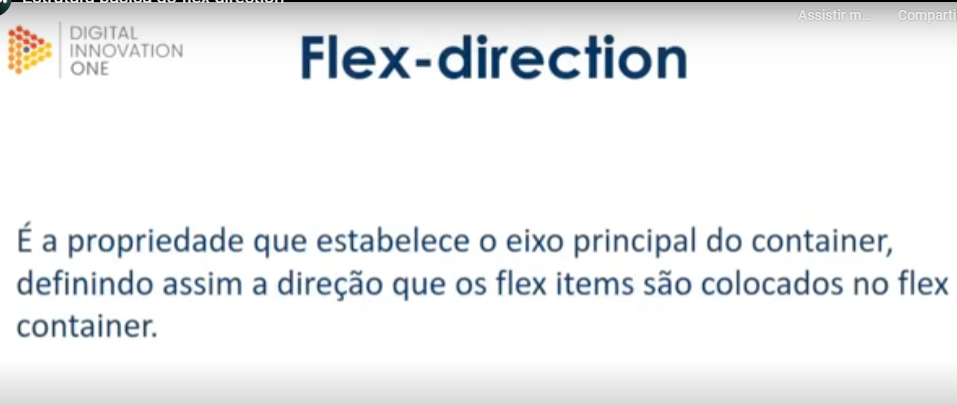 Estrutura básica do flex-direction
Assistir m...
Comparti
DIGITAL
INNOVATION
ONE
Flex-direction
É a propriedade que estabelece o eixo principal do container,
definindo assim a direção que os flex items são colocados no flex
container.